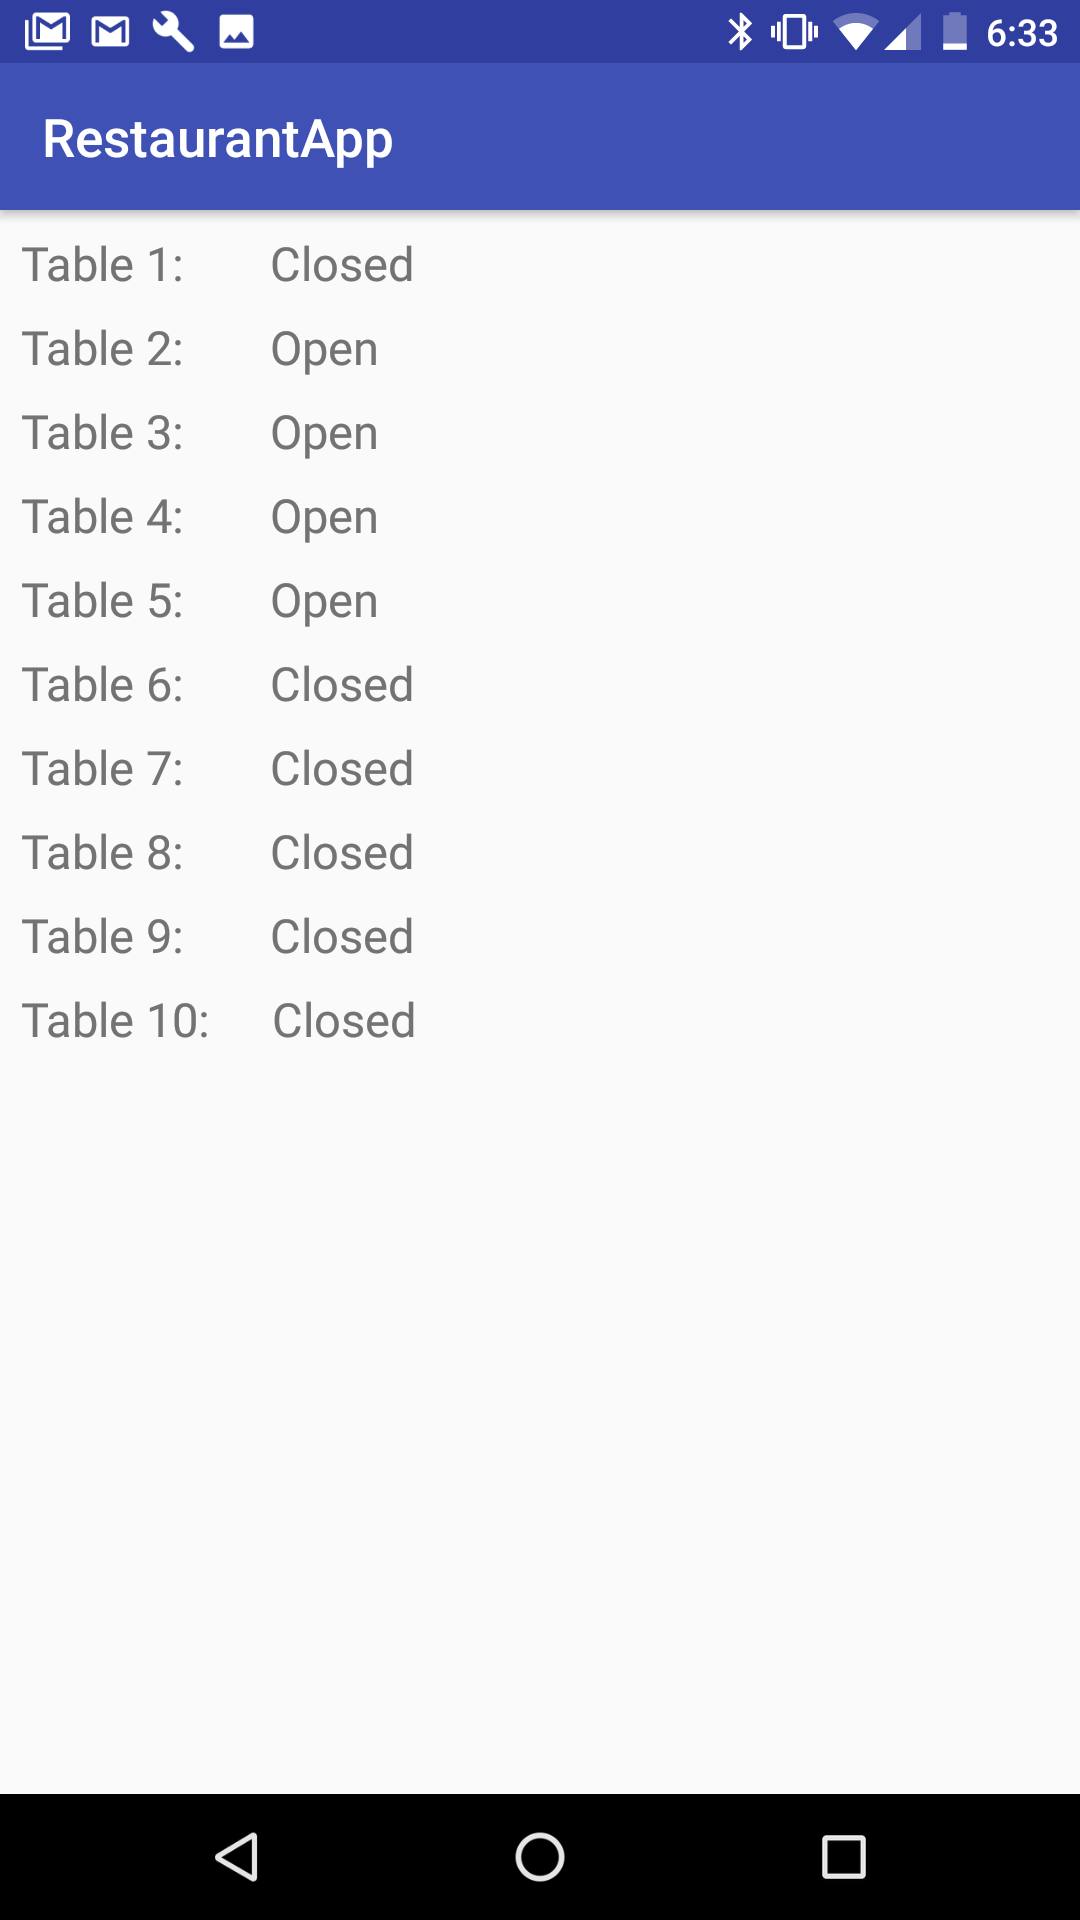 6:33
RestaurantApp
Table 1: Closed
Table 2: Open
Table 3: Open
Table 4: Open
Table 5: Open
Table 6: Closed
Table 7: Closed
Table 8: Closed
Table 9: Closed
Table 10: Closed